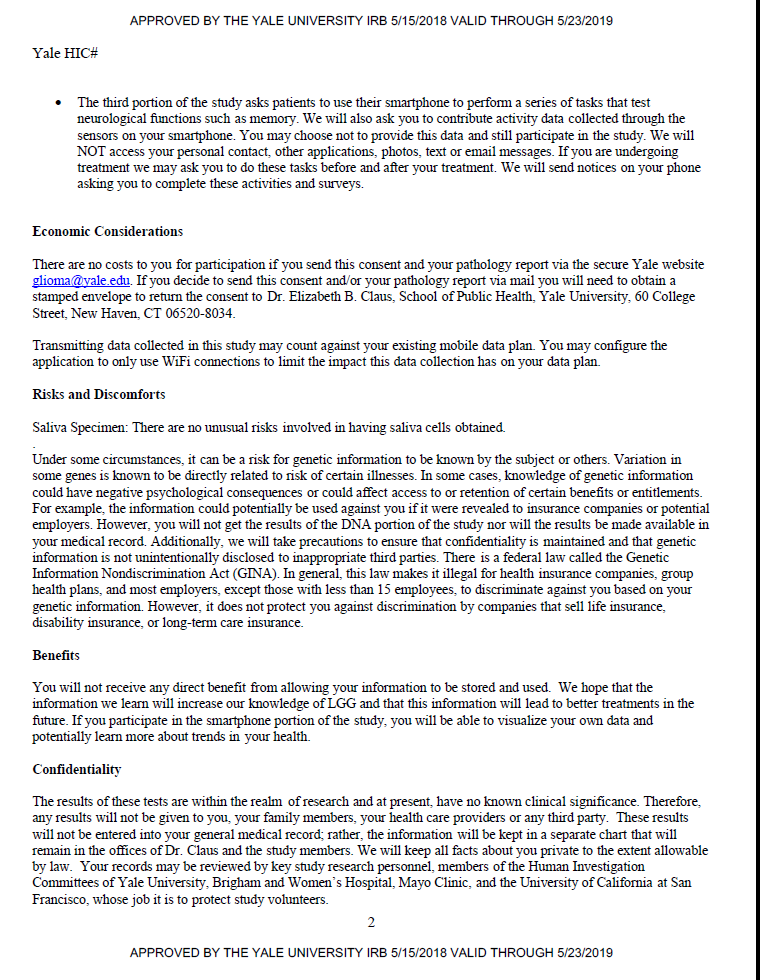 APPROVED BY THE YALE UNIVERSITY IRB 5/15/2018 VALID THROUGH 5/23/2019
Yale HIC#
• The third portion of the study asks patients to use their smartphone to perform a series of tasks that test
neurological functions such as memory. We will also ask you to contribute activity data collected through the
sensors on your smartphone. You may choose not to provide this data and still participate in the study. We will
NOT access your personal contact, other applications, photos, text or email messages. If you are undergoing
treatment we may ask you to do these tasks before and after your treatment. We will send notices on your phone
asking you to complete these activities and surveys.
Economic Considerations
There are no costs to you for participation if you send this consent and your pathology report via the secure Yale website
glioma@yale.edu. If you decide to send this consent and/or your pathology report via mail you will need to obtain a
stamped envelope to return the consent to Dr. Elizabeth B. Claus, School of Public Health, Yale University, 60 College
Street, New Haven, CT 06520-8034.
Transmitting data collected in this study may count against your existing mobile data plan. You may configure the
application to only use WiFi connections to limit the impact this data collection has on your data plan.
Risks and Discomforts
Saliva Specimen: There are no unusual risks involved in having saliva cells obtained.
.
Under some circumstances, it can be a risk for genetic information to be known by the subject or others. Variation in
some genes is known to be directly related to risk of certain illnesses. In some cases, knowledge of genetic information
could have negative psychological consequences or could affect access to or retention of certain benefits or entitlements.
For example, the information could potentially be used against you if it were revealed to insurance companies or potential
employers. However, you will not get the results of the DNA portion of the study nor will the results be made available in
your medical record. Additionally, we will take precautions to ensure that confidentiality is maintained and that genetic
information is not unintentionally disclosed to inappropriate third parties. There is a federal law called the Genetic
Information Nondiscrimination Act (GINA). In general, this law makes it illegal for health insurance companies, group
health plans, and most employers, except those with less than 15 employees, to discriminate against you based on your
genetic information. However, it does not protect you against discrimination by companies that sell life insurance,
disability insurance, or long-term care insurance.
Benefits
You will not receive any direct benefit from allowing your information to be stored and used. We hope that the
information we learn will increase our knowledge of LGG and that this information will lead to better treatments in the
future. If you participate in the smartphone portion of the study, you will be able to visualize your own data and
potentially learn more about trends in your health.
Confidentiality
The results of these tests are within the realm of research and at present, have no known clinical significance. Therefore,
any results will not be given to you, your family members, your health care providers or any third party. These results
will not be entered into your general medical record; rather, the information will be kept in a separate chart that will
remain in the offices of Dr. Claus and the study members. We will keep all facts about you private to the extent allowable
by law. Your records may be reviewed by key study research personnel, members of the Human Investigation
Committees of Yale University, Brigham and Women's Hospital, Mayo Clinic, and the University of California at San
Francisco, whose job it is to protect study volunteers.
2
APPROVED BY THE YALE UNIVERSITY IRB 5/15/2018 VALID THROUGH 5/23/2019